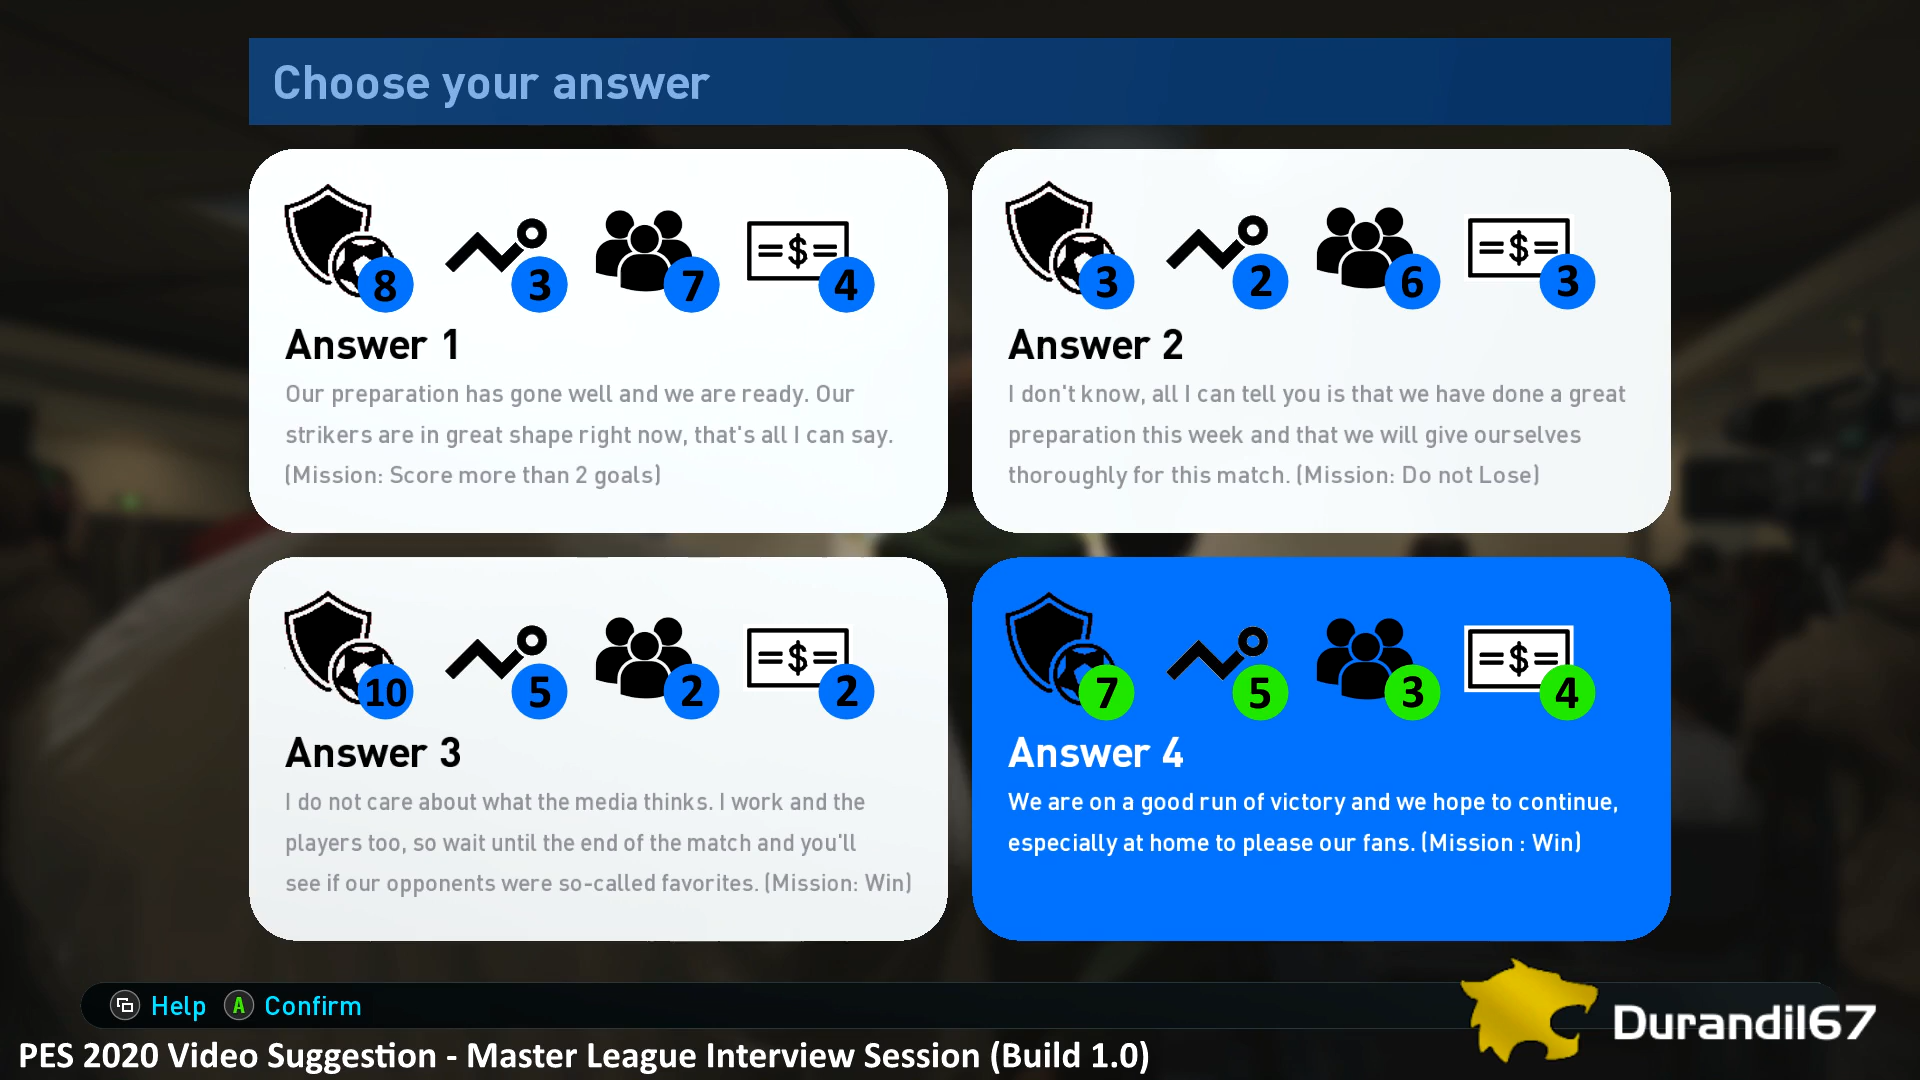 Choose your answer
8 3 7 =$= 4
Answer 1
Our preparation has gone well and we are ready. Our
strikers are in great shape right now, that's all I can say.
(Mission: Score more than 2 goals)
3 2 6 =$= 3
Answer 2
I don't know, all I can tell you is that we have done a great
preparation this week and that we will give ourselves
thoroughly for this match. (Mission: Do not Lose)
10 5 2 =$= 2
Answer 3
I do not care about what the media thinks. I work and the
players too, so wait until the end of the match and you'll
see if our opponents were so-called favorites. (Mission: Win)
7 5 3 =$= 4
Answer 4
We are on a good run of victory and we hope to continue,
especially at home to please our fans. (Mission : Win)
Help A Confirm
Durandil67
PES 2020 Video Suggestion - Master League Interview Session (Build 1.0)